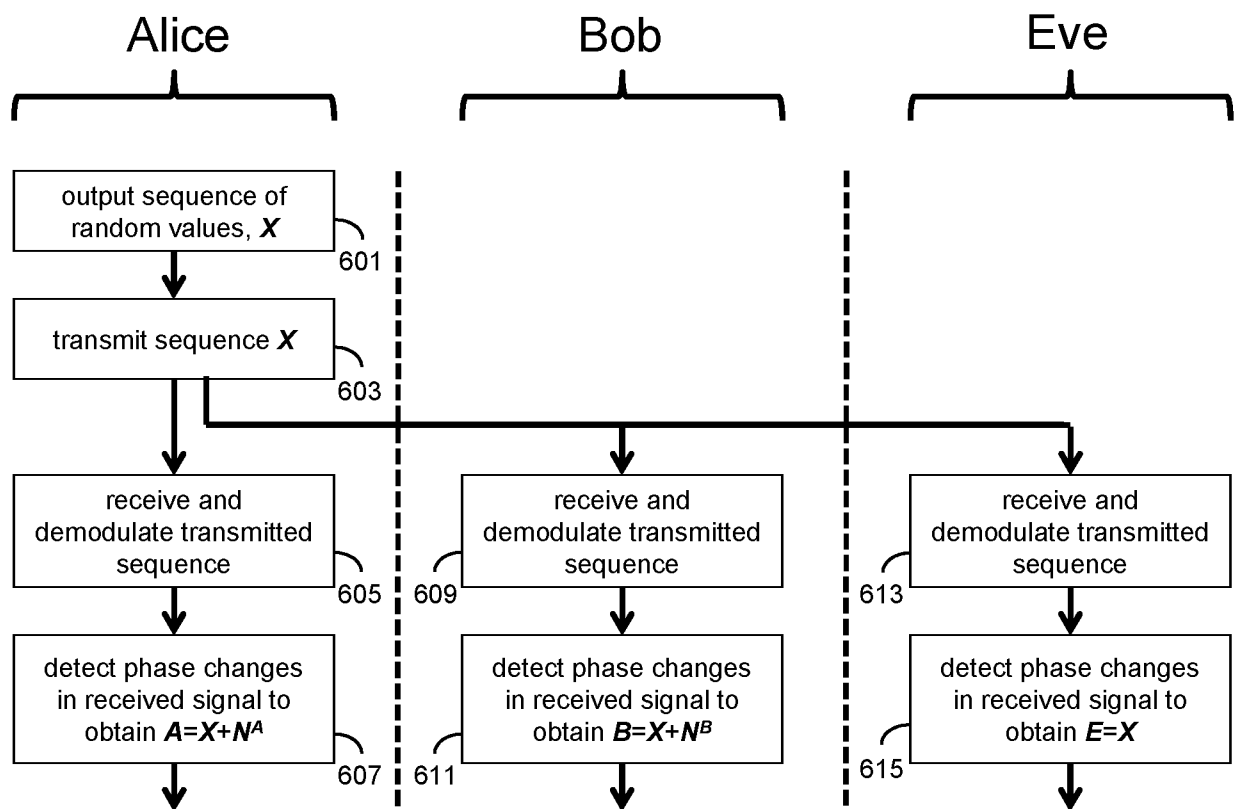 Alice
Bob
Eve
output sequence of
random values, X
601
transmit sequence X
603
receive and
demodulate transmitted
sequence
605
receive and
demodulate transmitted
sequence
609
receive and
demodulate transmitted
sequence
613
detect phase changes
in received signal to
obtain A=X+Nᴬ
607
detect phase changes
in received signal to
obtain B=X+Nᴮ
611
detect phase changes
in received signal to
obtain E=X
615